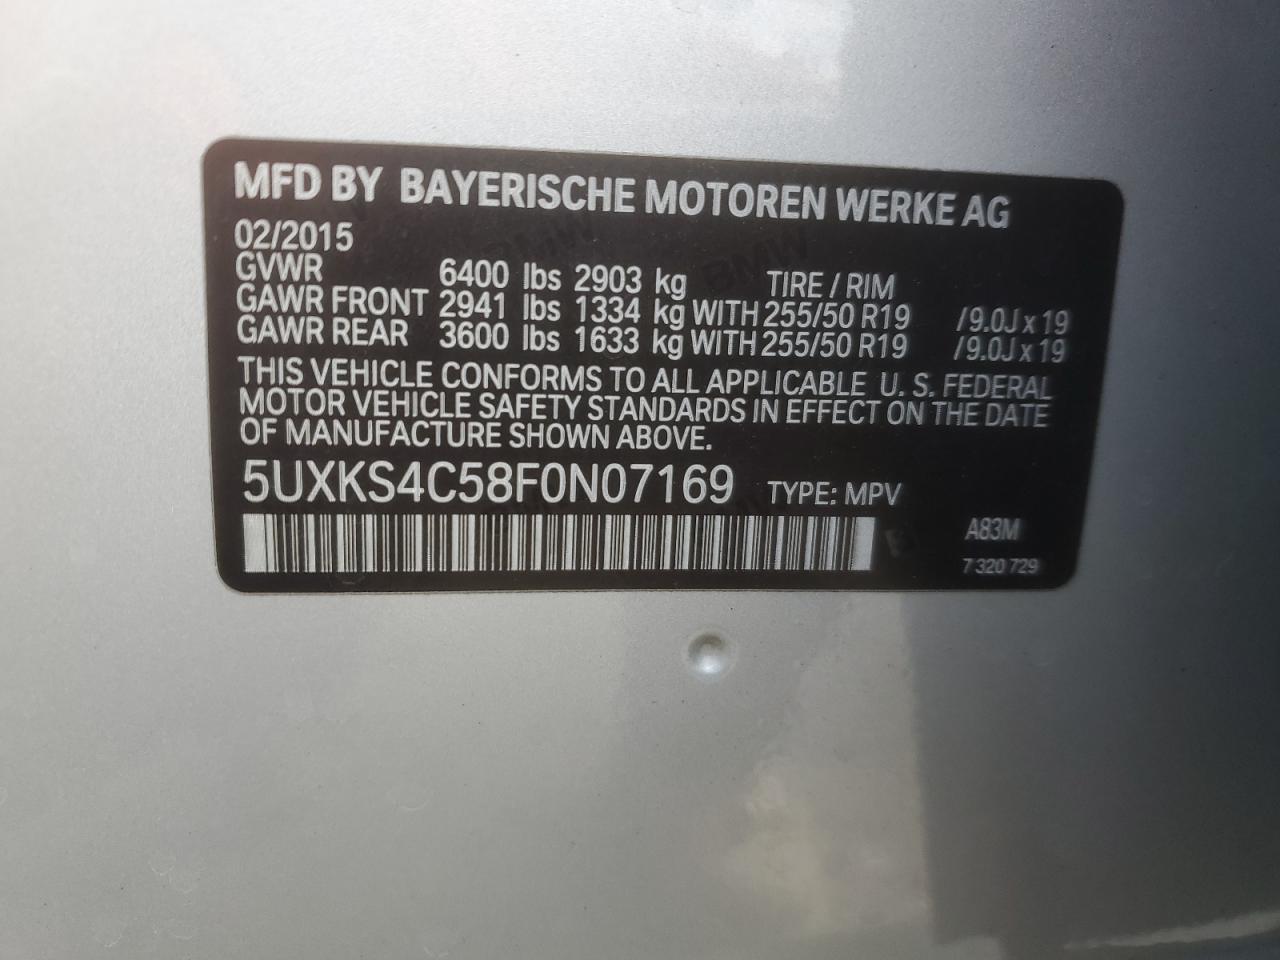 MFD BY BAYERISCHE MOTOREN WERKE AG
02/2015
GVWR 6400 lbs 2903 kg TIRE / RIM
GAWR FRONT 2941 lbs 1334 kg WITH 255/50 R19 /9.0J x 19
GAWR REAR 3600 lbs 1633 kg WITH 255/50 R19 /9.0J x 19
THIS VEHICLE CONFORMS TO ALL APPLICABLE U. S. FEDERAL
MOTOR VEHICLE SAFETY STANDARDS IN EFFECT ON THE DATE
OF MANUFACTURE SHOWN ABOVE.
5UXKS4C58F0N07169 TYPE: MPV
A83M
7 320 729
BMW
BMW